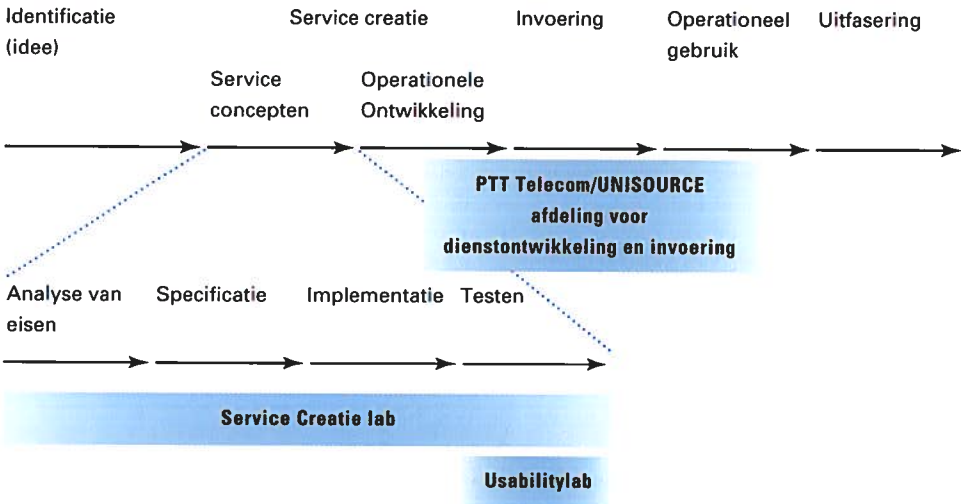 Identificatie
(idee)
Service creatie
Invoering
Operationeel
gebruik
Uitfasering
Service
concepten
Operationele
Ontwikkeling
PTT Telecom/UNISOURCE
afdeling voor
dienstontwikkeling en invoering
Analyse van
eisen
Specificatie
Implementatie
Testen
Service Creatie lab
Usabilitylab